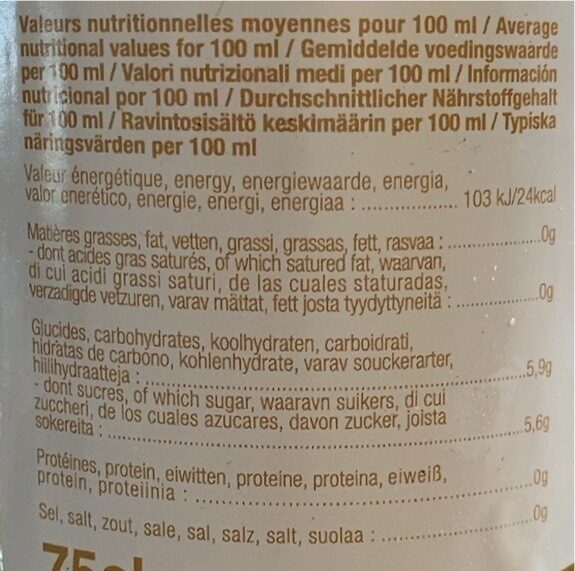 Valeurs nutritionnelles moyennes pour 100 ml / Average
nutritional values for 100 ml / Gemiddelde voedingswaarde
per 100 ml / Valori nutrizionali medi per 100 ml / Información
nutricional por 100 ml / Durchschnittlicher Nährstoffgehalt
für 100 ml / Ravintosisältö keskimäärin per 100 ml / Typiska
näringsvärden per 100 ml
Valeur énergétique, energy, energiewaarde, energia,
valor enerético, energie, energi, energiaa : ............... 103 kJ/24kcal
Matières grasses, fat, vetten, grassi, grassas, fett, rasvaa : ...............0g
- dont acides gras saturés, of which satured fat, waarvan,
di cui acidi grassi saturi, de las cuales staturadas,
verzadigde vetzuren, varav mättat, fett josta tyydyttyneitä : ...............0g
Glucides, carbohydrates, koolhydraten, carboidrati,
hidratas de carbono, kohlenhydrate, varav souckerarter,
hiilihydraatteja : ...............5,9g
- dont sucres, of which sugar, waaravn suikers, di cui
zuccheri, de los cuales azucares, davon zucker, joista
sokereita : ...............5,6g
Protéines, protein, eiwitten, proteine, proteina, eiweiß,
protein, proteiinia : ...............0g
Sel, salt, zout, sale, sal, salz, salt, suolaa : ...............0g
75cl